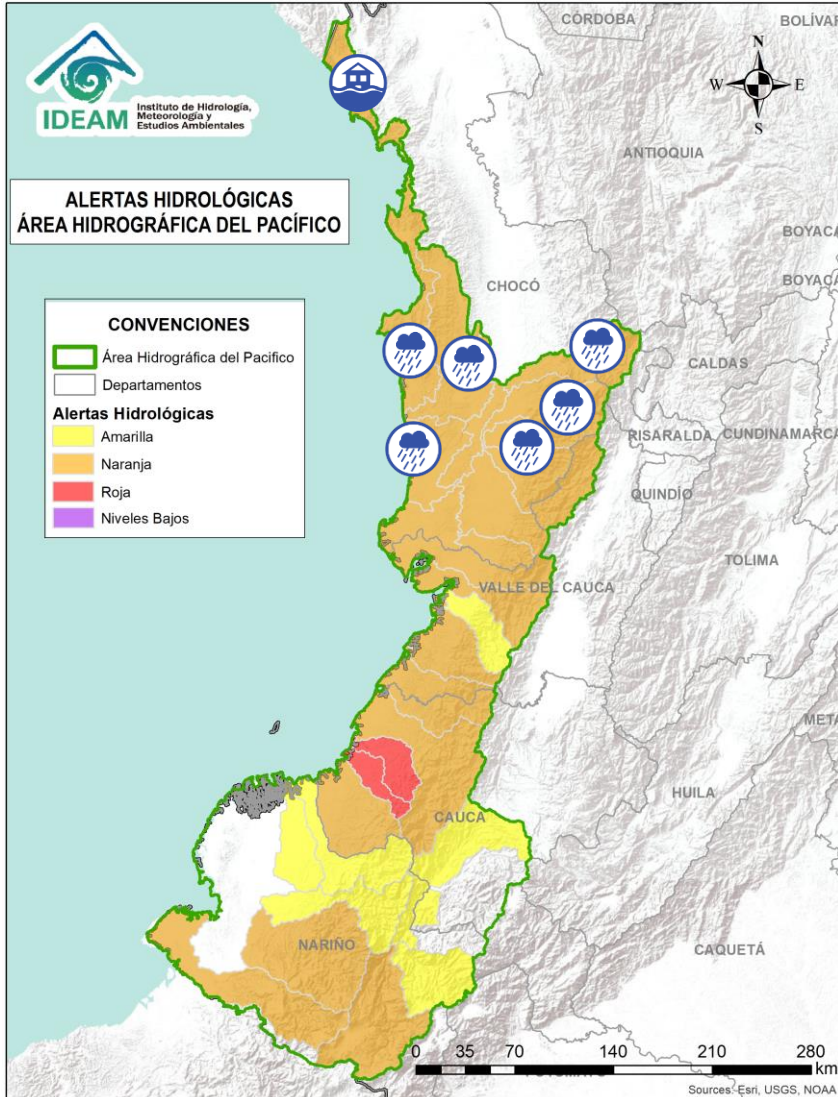 CÓRDOBA
BOLÍVAR
N
W
E
S
IDEAM
Instituto de Hidrología,
Meteorología y
Estudios Ambientales
ANTIOQUIA
ALERTAS HIDROLÓGICAS
ÁREA HIDROGRÁFICA DEL PACÍFICO
BOYACÁ
BOYACÁ
CHOCÓ
CONVENCIONES
Área Hidrográfica del Pacifico
Departamentos
Alertas Hidrológicas
Amarilla
Naranja
Roja
Niveles Bajos
CALDAS
RISARALDA
CUNDINAMARCA
QUINDÍO
TOLIMA
VALLE DEL CAUCA
META
HUILA
CAUCA
NARIÑO
CAQUETÁ
0 35 70 140 210 280
km
Sources: Esri, USGS, NOAA